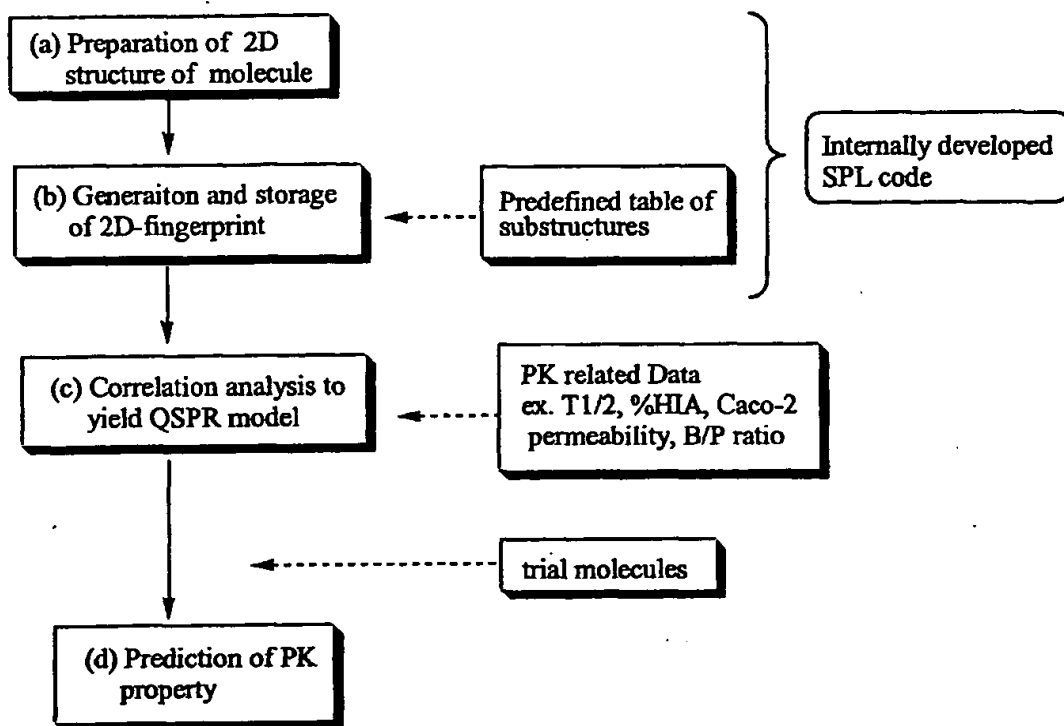 (a) Preparation of 2D
structure of molecule
(b) Generaiton and storage
of 2D-fingerprint
Predefined table of
substructures
Internally developed
SPL code
(c) Correlation analysis to
yield QSPR model
PK related Data
ex. T1/2, %HIA, Caco-2
permeability, B/P ratio
trial molecules
(d) Prediction of PK
property